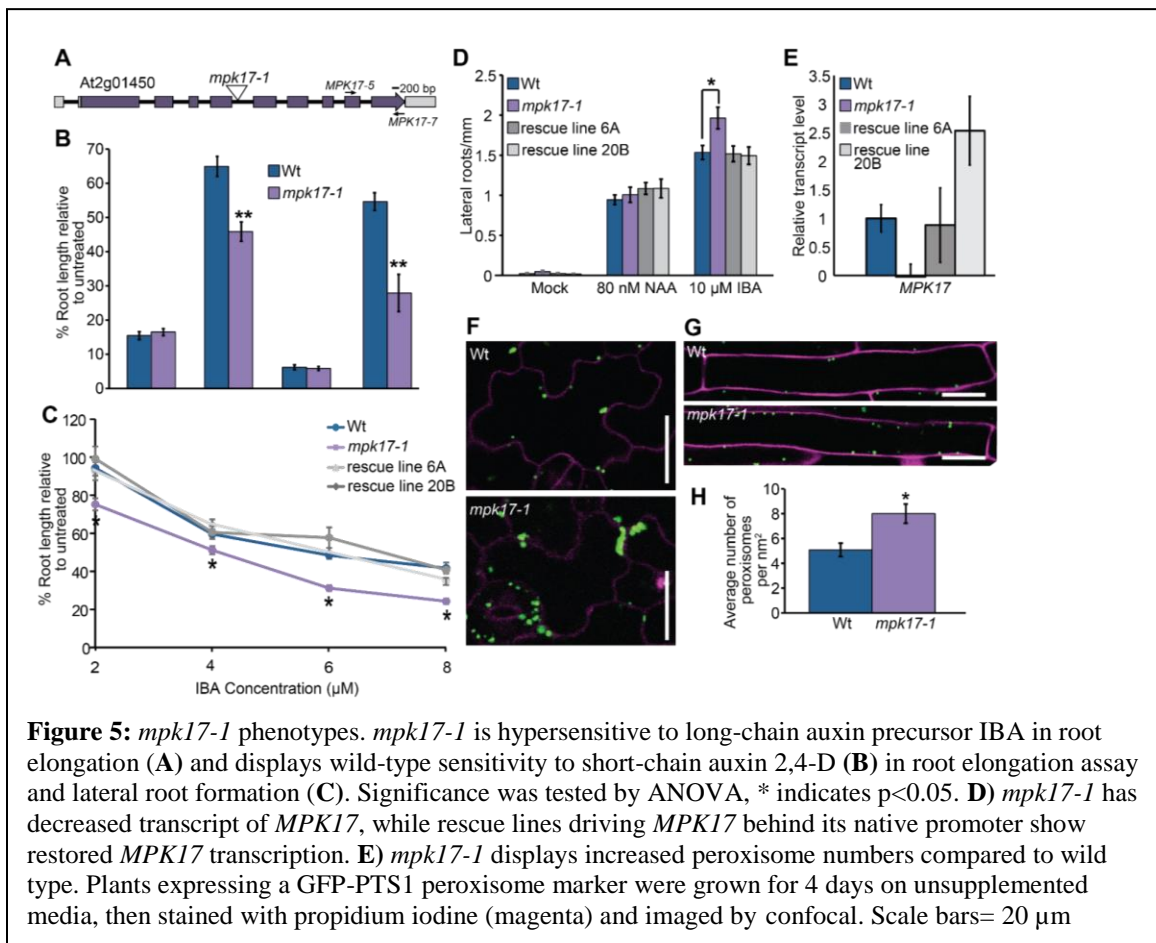 A
At2g01450
mpk17-1
MPK17-5
200 bp
MPK17-7
B
% Root length relative
to untreated
70
60
50
40
30
20
10
0
Wt
mpk17-1
**
**
C
% Root length relative
to untreated
120
100
80
60
40
20
0
Wt
mpk17-1
rescue line 6A
rescue line 20B
*
*
*
*
2
4
6
8
IBA Concentration (µM)
D
Lateral roots/mm
2.5
2
1.5
1
0.5
0
Wt
mpk17-1
rescue line 6A
rescue line 20B
*
Mock
80 nM NAA
10 µM IBA
E
Relative transcript level
3.5
3
2.5
2
1.5
1
0.5
0
Wt
mpk17-1
rescue line 6A
rescue line
20B
MPK17
F
Wt
mpk17-1
G
Wt
mpk17-1
H
Average number of
peroxisomes
per nm²
10
8
6
4
2
0
*
Wt
mpk17-1
Figure 5: mpk17-1 phenotypes. mpk17-1 is hypersensitive to long-chain auxin precursor IBA in root
elongation (A) and displays wild-type sensitivity to short-chain auxin 2,4-D (B) in root elongation assay
and lateral root formation (C). Significance was tested by ANOVA, * indicates p<0.05. D) mpk17-1 has
decreased transcript of MPK17, while rescue lines driving MPK17 behind its native promoter show
restored MPK17 transcription. E) mpk17-1 displays increased peroxisome numbers compared to wild
type. Plants expressing a GFP-PTS1 peroxisome marker were grown for 4 days on unsupplemented
media, then stained with propidium iodine (magenta) and imaged by confocal. Scale bars= 20 µm